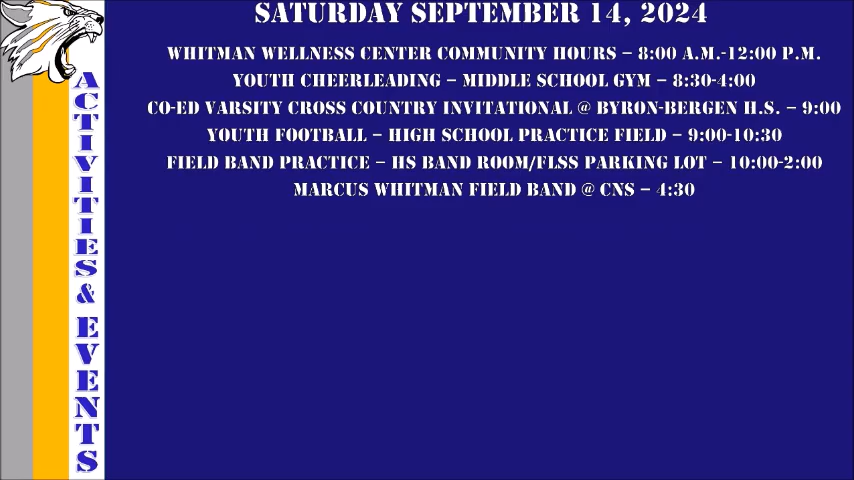 SATURDAY SEPTEMBER 14, 2024
WHITMAN WELLNESS CENTER COMMUNITY HOURS – 8:00 A.M.-12:00 P.M.
YOUTH CHEERLEADING – MIDDLE SCHOOL GYM – 8:30-4:00
CO-ED VARSITY CROSS COUNTRY INVITATIONAL @ BYRON-BERGEN H.S. – 9:00
YOUTH FOOTBALL – HIGH SCHOOL PRACTICE FIELD – 9:00-10:30
FIELD BAND PRACTICE – HS BAND ROOM/FLSS PARKING LOT – 10:00-2:00
MARCUS WHITMAN FIELD BAND @ CNS – 4:30
ACTIVITIES & EVENTS